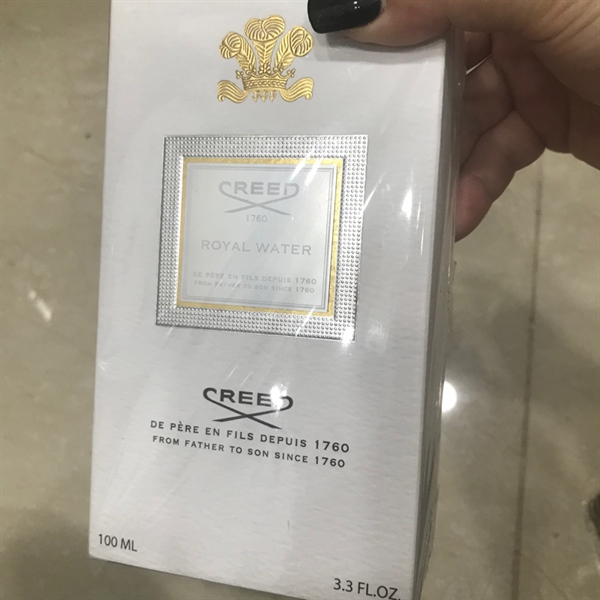 CREED
1760
ROYAL WATER
DE PÈRE EN FILS DEPUIS 1760
FROM FATHER TO SON SINCE 1760
CREED
DE PÈRE EN FILS DEPUIS 1760
FROM FATHER TO SON SINCE 1760
100 ML
3.3 FL.OZ.